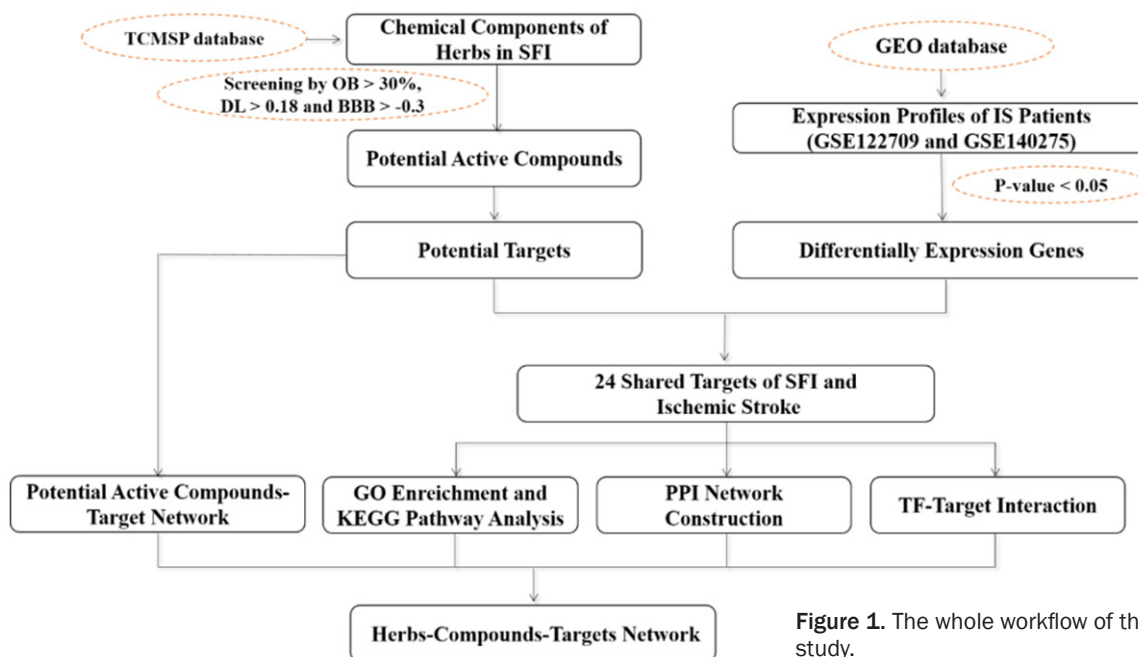 TCMSP database
Chemical Components of
Herbs in SFI
GEO database
Screening by OB > 30%,
DL > 0.18 and BBB > -0.3
Expression Profiles of IS Patients
(GSE122709 and GSE140275)
Potential Active Compounds
P-value < 0.05
Potential Targets
Differentially Expression Genes
24 Shared Targets of SFI and
Ischemic Stroke
Potential Active Compounds-
Target Network
GO Enreichment and
KEGG Pathway Analysis
PPI Network
Construction
TF-Target Interaction
Herbs-Compounds-Targets Network
Figure 1. The whole workflow of the
study.